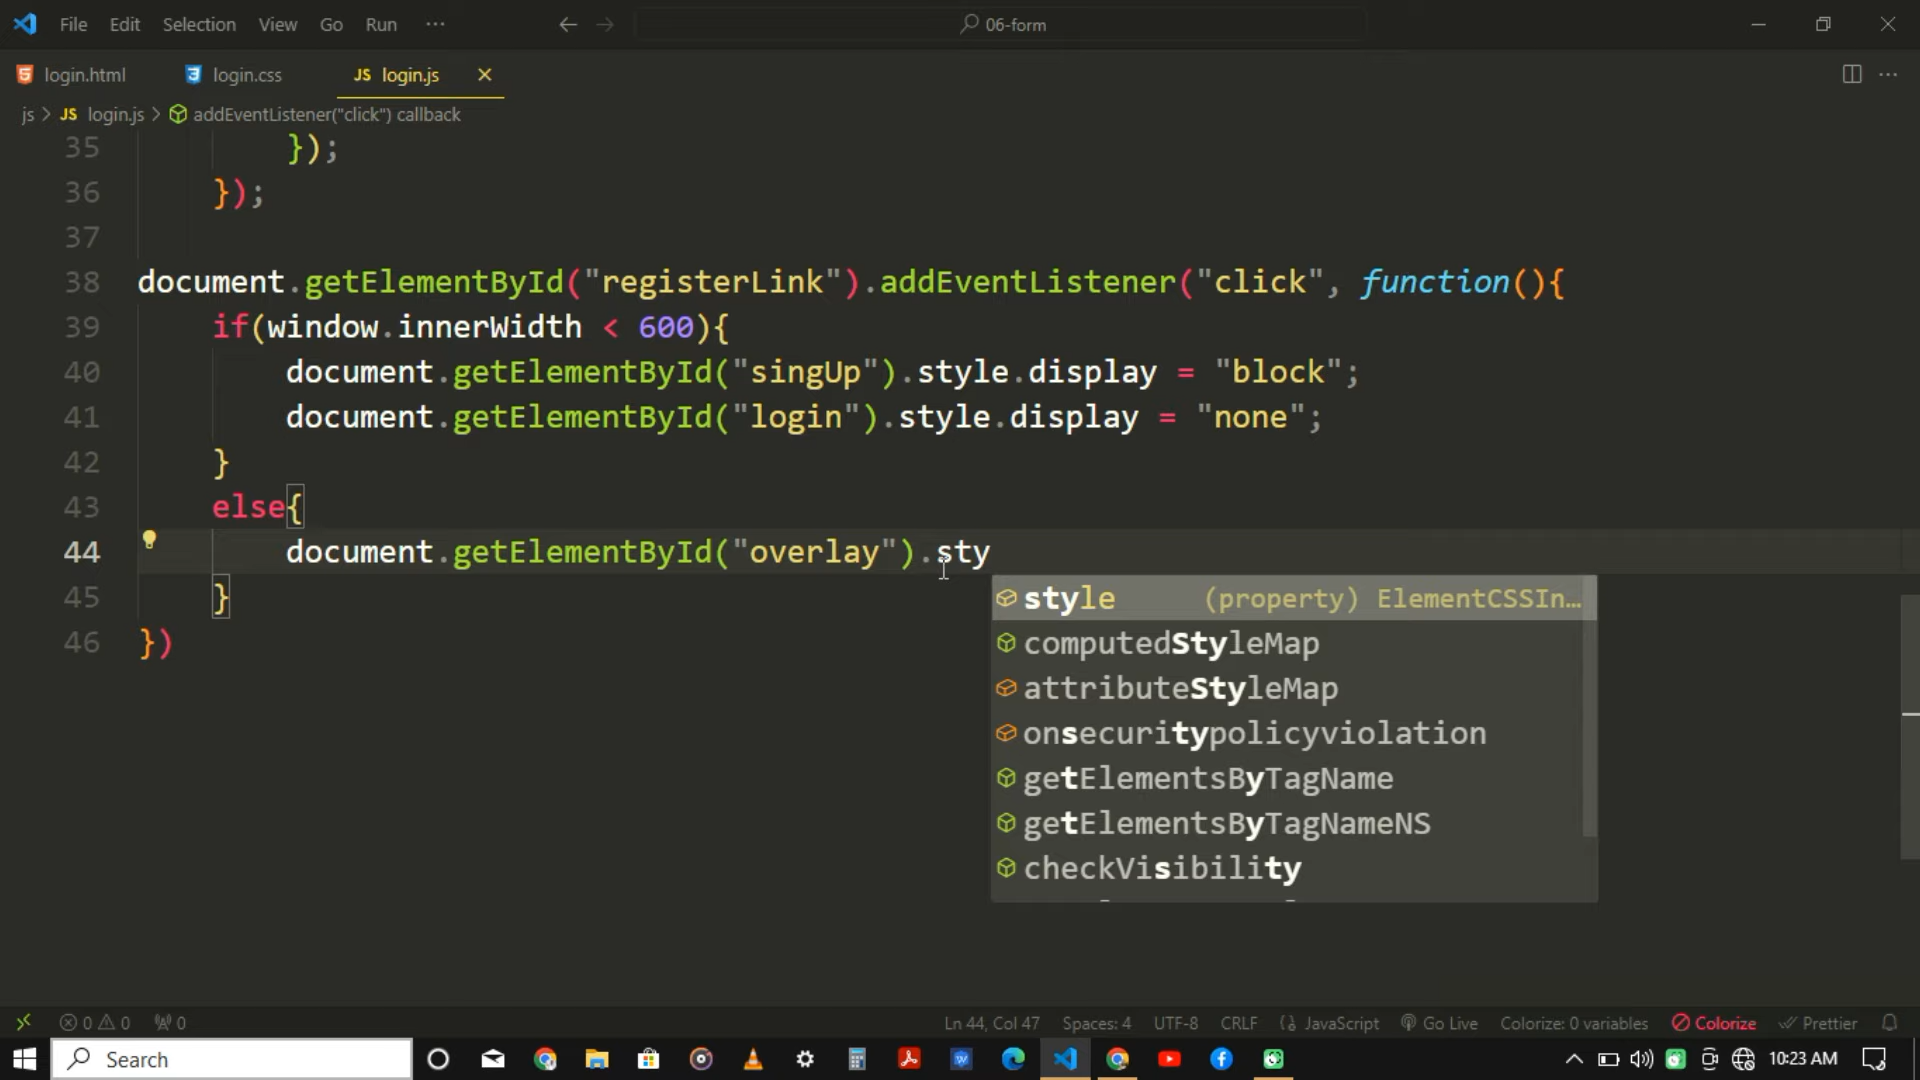 File Edit Selection View Go Run ··· 06-form
login.html login.css JS login.js
js > JS login.js > addEventListener("click") callback
35 });
36 });
37
38 document.getElementById("registerLink").addEventListener("click", function(){
39 if(window.innerWidth < 600){
40 document.getElementById("singUp").style.display = "block";
41 document.getElementById("login").style.display = "none";
42 }
43 else{
44 document.getElementById("overlay").sty
45 }
46 })
style (property) ElementCSSIn…
computedStyleMap
attributeStyleMap
onsecuritypolicyviolation
getElementsByTagName
getElementsByTagNameNS
checkVisibility
0 0 0 Ln 44, Col 47 Spaces: 4 UTF-8 CRLF JavaScript Go Live Colorize: 0 variables Colorize Prettier
Search 10:23 AM